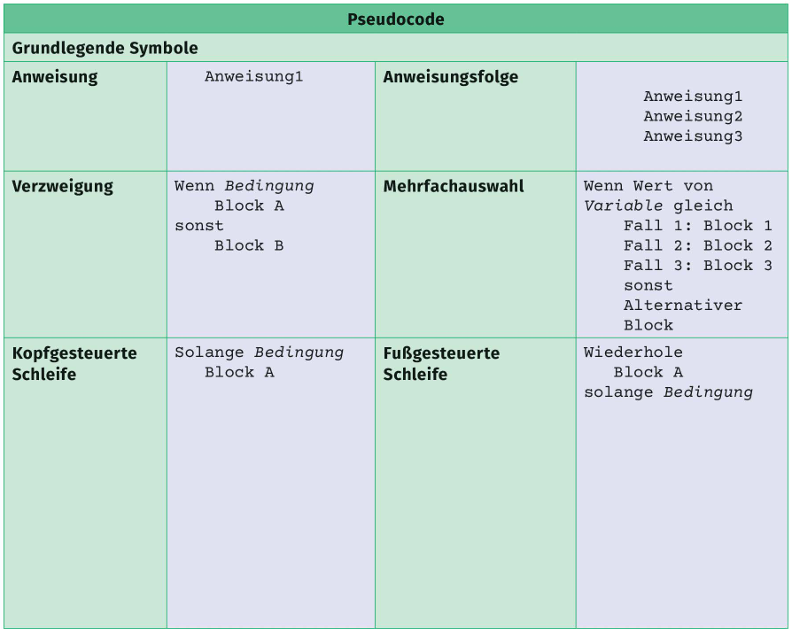 Pseudocode
Grundlegende Symbole
Anweisung
Anweisung1
Anweisungsfolge
Anweisung1
Anweisung2
Anweisung3
Verzweigung
Wenn Bedingung
Block A
sonst
Block B
Mehrfachauswahl
Wenn Wert von
Variable gleich
Fall 1: Block 1
Fall 2: Block 2
Fall 3: Block 3
sonst
Alternativer
Block
Kopfgesteuerte
Schleife
Solange Bedingung
Block A
Fußgesteuerte
Schleife
Wiederhole
Block A
solange Bedingung